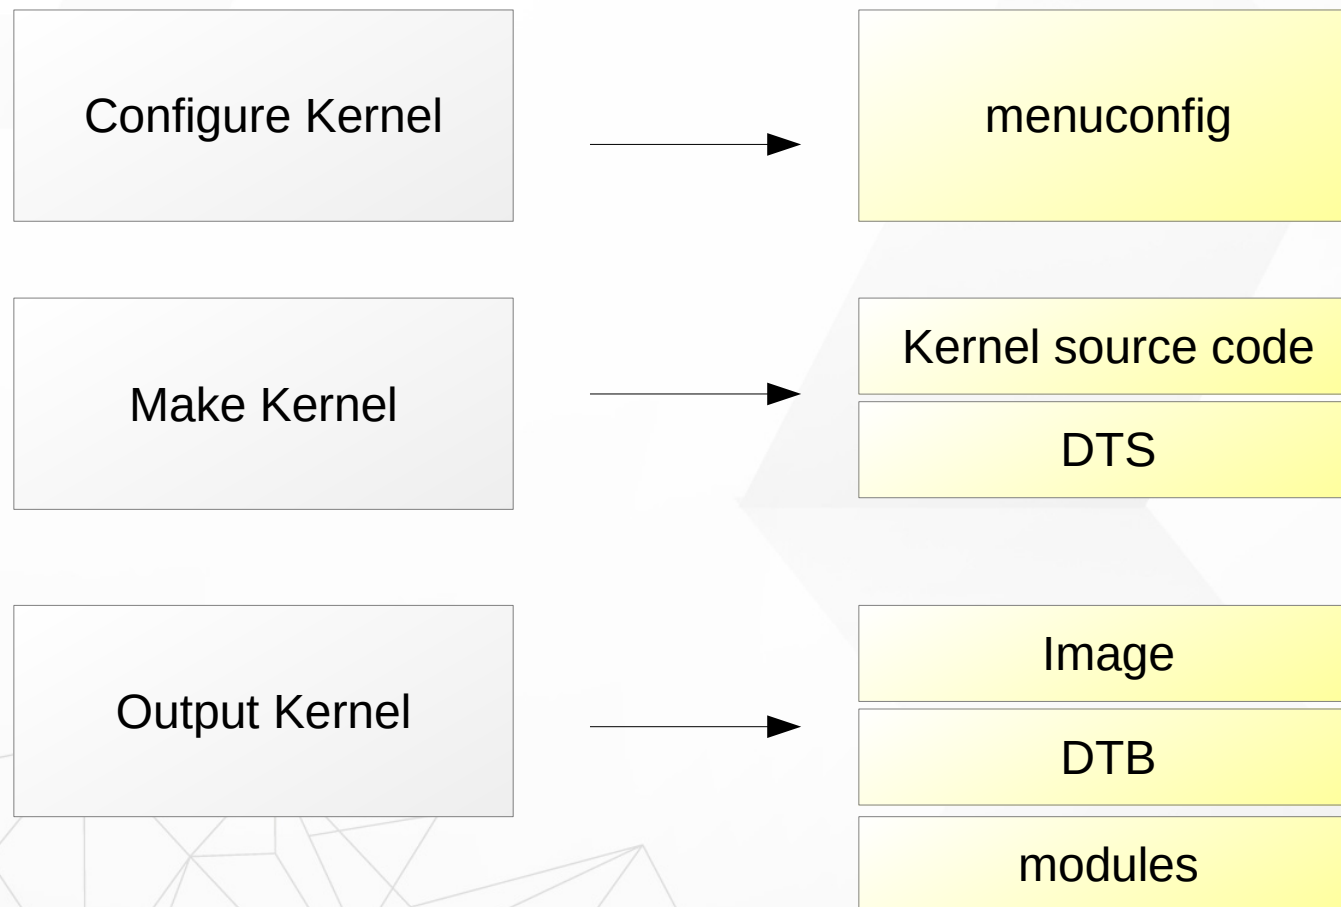 Configure Kernel
menuconfig
Make Kernel
Kernel source code
DTS
Output Kernel
Image
DTB
modules